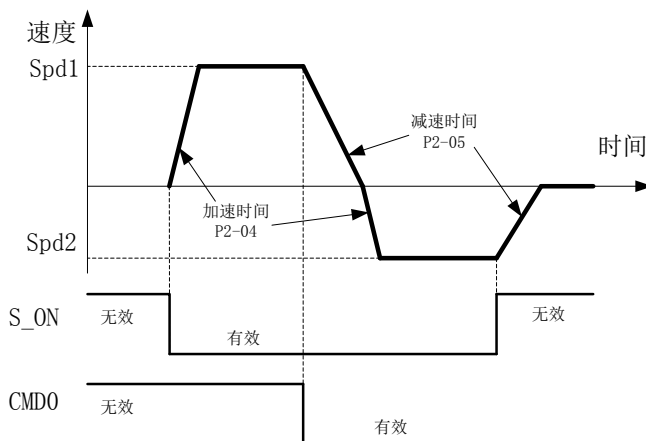 速度
Spd1
减速时间
P2-05
时间
加速时间
P2-04
Spd2
S_ON
无效
有效
无效
CMD0
无效
有效